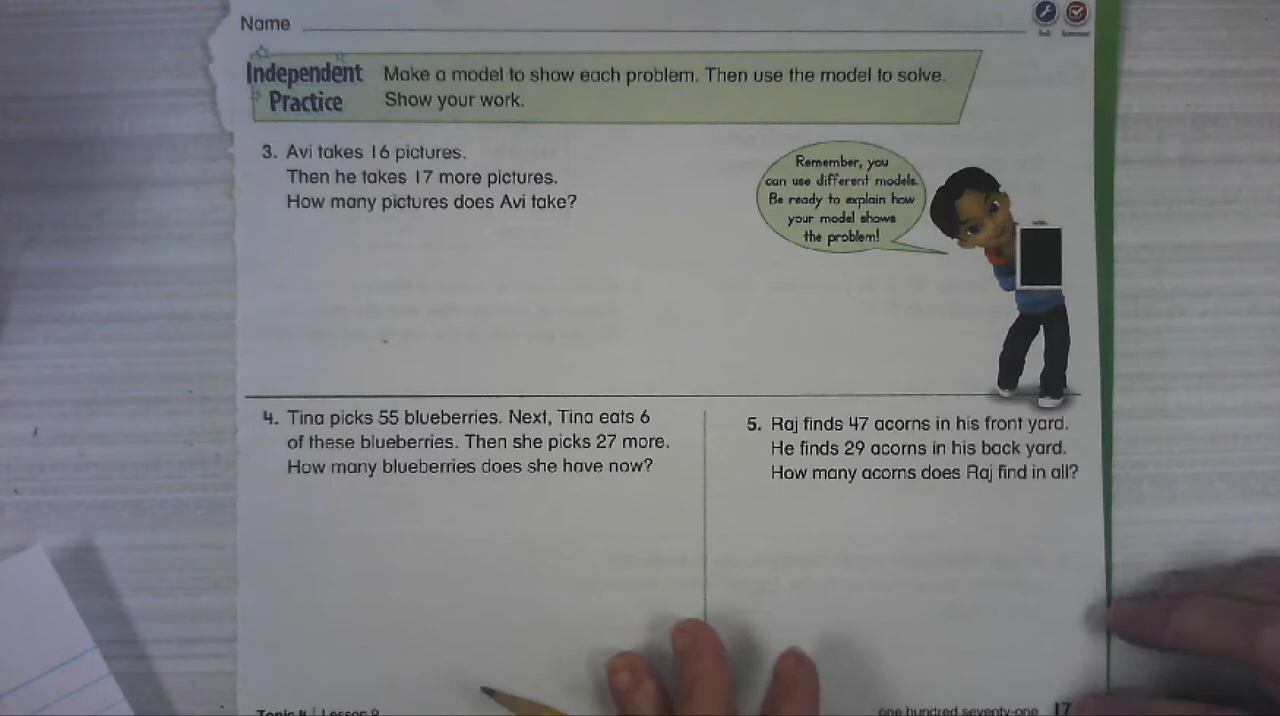 Name
Independent Practice
Make a model to show each problem. Then use the model to solve.
Show your work.
3. Avi takes 16 pictures.
Then he takes 17 more pictures.
How many pictures does Avi take?
Remember, you
can use different models.
Be ready to explain how
your model shows
the problem!
4. Tina picks 55 blueberries. Next, Tina eats 6
of these blueberries. Then she picks 27 more.
How many blueberries does she have now?
5. Raj finds 47 acorns in his front yard.
He finds 29 acorns in his back yard.
How many acorns does Raj find in all?
Topic 4 | Lesson 9
one hundred seventy-one 17